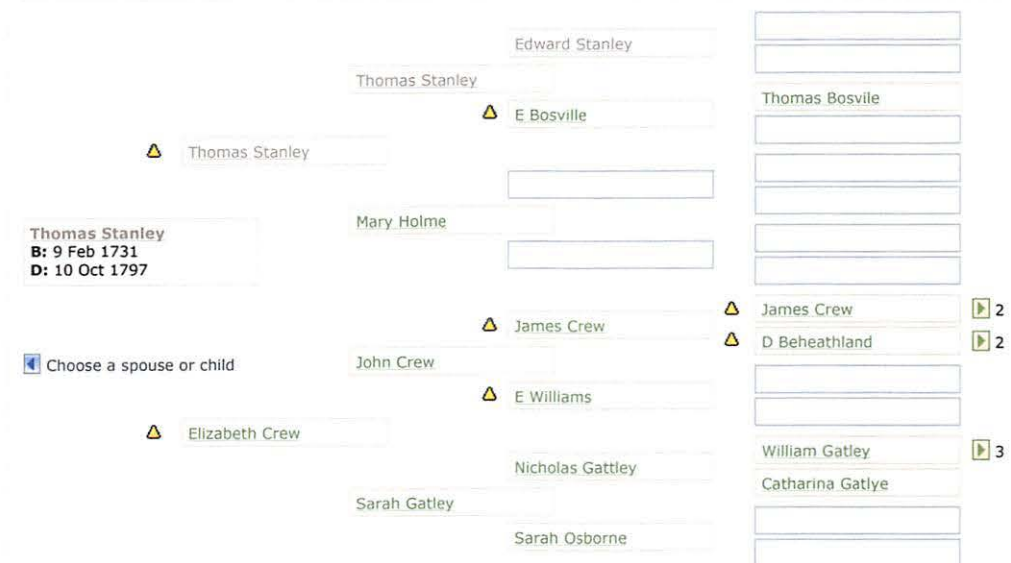 Edward Stanley
Thomas Stanley
Thomas Bosvile
E Bosville
Thomas Stanley
Mary Holme
Thomas Stanley
B: 9 Feb 1731
D: 10 Oct 1797
James Crew
2
James Crew
D Beheathland
2
Choose a spouse or child
John Crew
E Williams
Elizabeth Crew
William Gatley
3
Nicholas Gattley
Catharina Gatlye
Sarah Gatley
Sarah Osborne